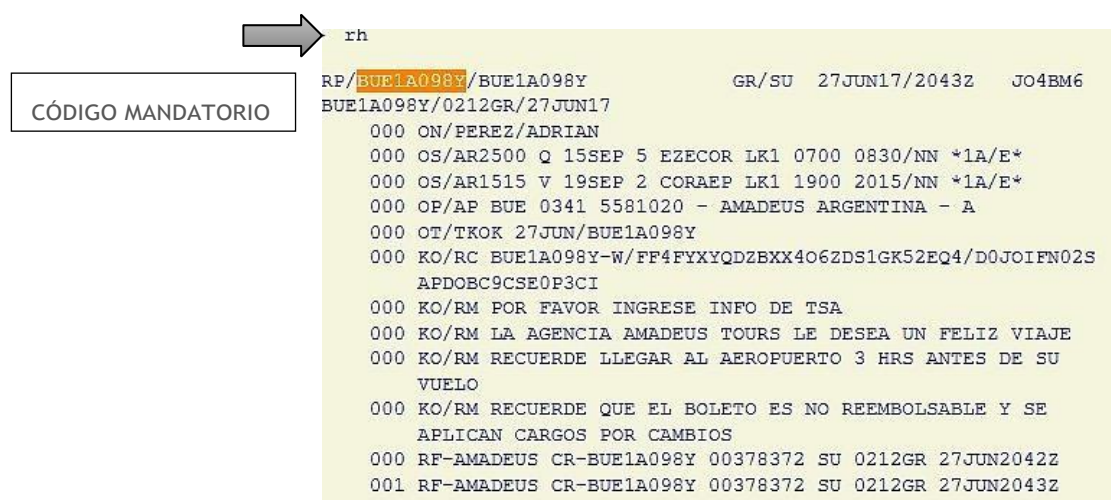 rh
RP/BUE1A098Y/BUE1A098Y GR/SU 27JUN17/2043Z JO4BM6
CÓDIGO MANDATORIO
BUE1A098Y/0212GR/27JUN17
000 ON/PEREZ/ADRIAN
000 OS/AR2500 Q 15SEP 5 EZECOR LK1 0700 0830/NN *1A/E*
000 OS/AR1515 V 19SEP 2 CORAEP LK1 1900 2015/NN *1A/E*
000 OP/AP BUE 0341 5581020 - AMADEUS ARGENTINA - A
000 OT/TKOK 27JUN/BUE1A098Y
000 KO/RC BUE1A098Y-W/FF4FYXYQDZBXX4O6ZDS1GK52EQ4/D0JOIFN02S
APDOBC9CSE0P3CI
000 KO/RM POR FAVOR INGRESE INFO DE TSA
000 KO/RM LA AGENCIA AMADEUS TOURS LE DESEA UN FELIZ VIAJE
000 KO/RM RECUERDE LLEGAR AL AEROPUERTO 3 HRS ANTES DE SU
VUELO
000 KO/RM RECUERDE QUE EL BOLETO ES NO REEMBOLSABLE Y SE
APLICAN CARGOS POR CAMBIOS
000 RF-AMADEUS CR-BUE1A098Y 00378372 SU 0212GR 27JUN2042Z
001 RF-AMADEUS CR-BUE1A098Y 00378372 SU 0212GR 27JUN2043Z